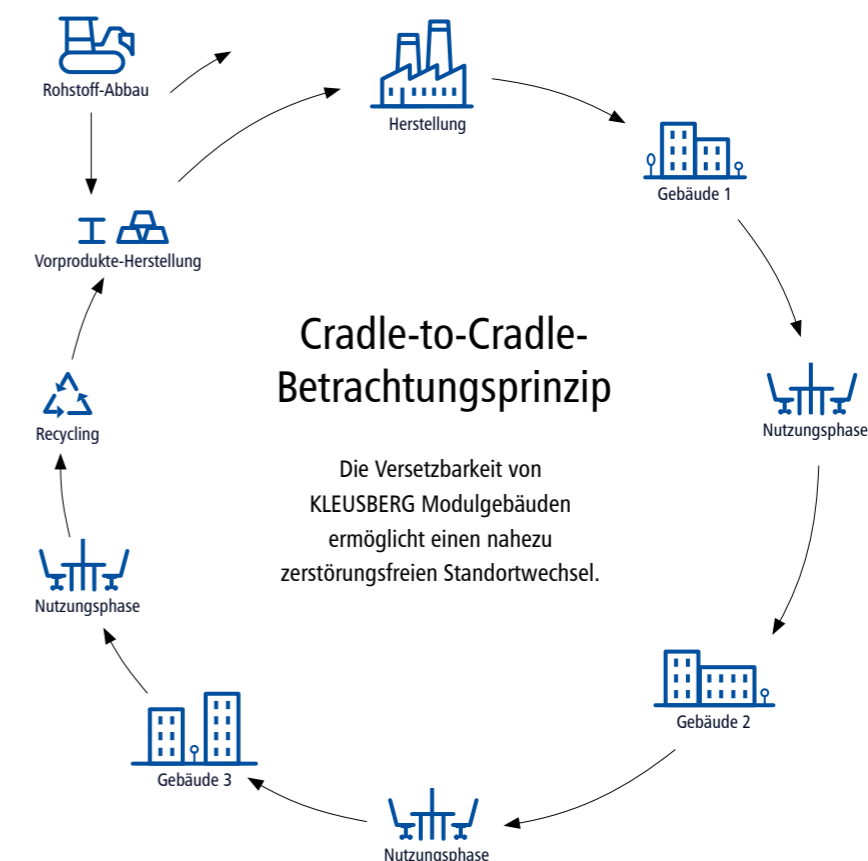 Rohstoff-Abbau
Herstellung
Gebäude 1
Vorprodukte-Herstellung
Cradle-to-Cradle-
Betrachtungsprinzip
Nutzungsphase
Recycling
Die Versetzbarkeit von
KLEUSBERG Modulgebäuden
ermöglicht einen nahezu
zerstörungsfreien Standortwechsel.
Nutzungsphase
Gebäude 2
Gebäude 3
Nutzungsphase